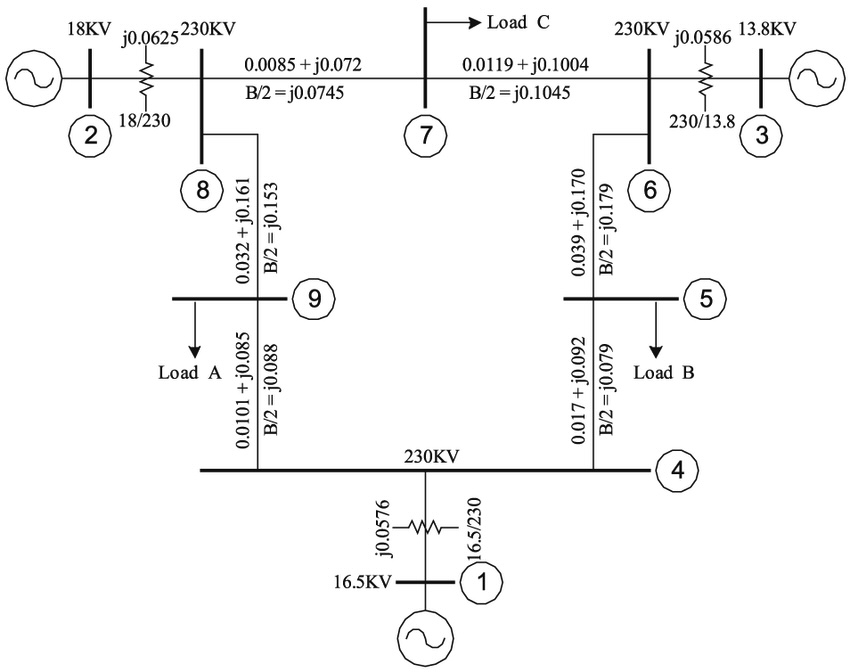 Load C
18KV
j0.0625
230KV
0.0085 + j0.072
B/2 = j0.0745
0.0119 + j0.1004
B/2 = j0.1045
230KV
j0.0586
13.8KV
18/230
230/13.8
2
7
3
8
6
0.032 + j0.161
B/2 = j0.153
0.039 + j0.170
B/2 = j0.179
9
5
Load A
Load B
0.0101 + j0.085
B/2 = j0.088
0.017 + j0.092
B/2 = j0.079
230KV
4
j0.0576
16.5/230
16.5KV
1